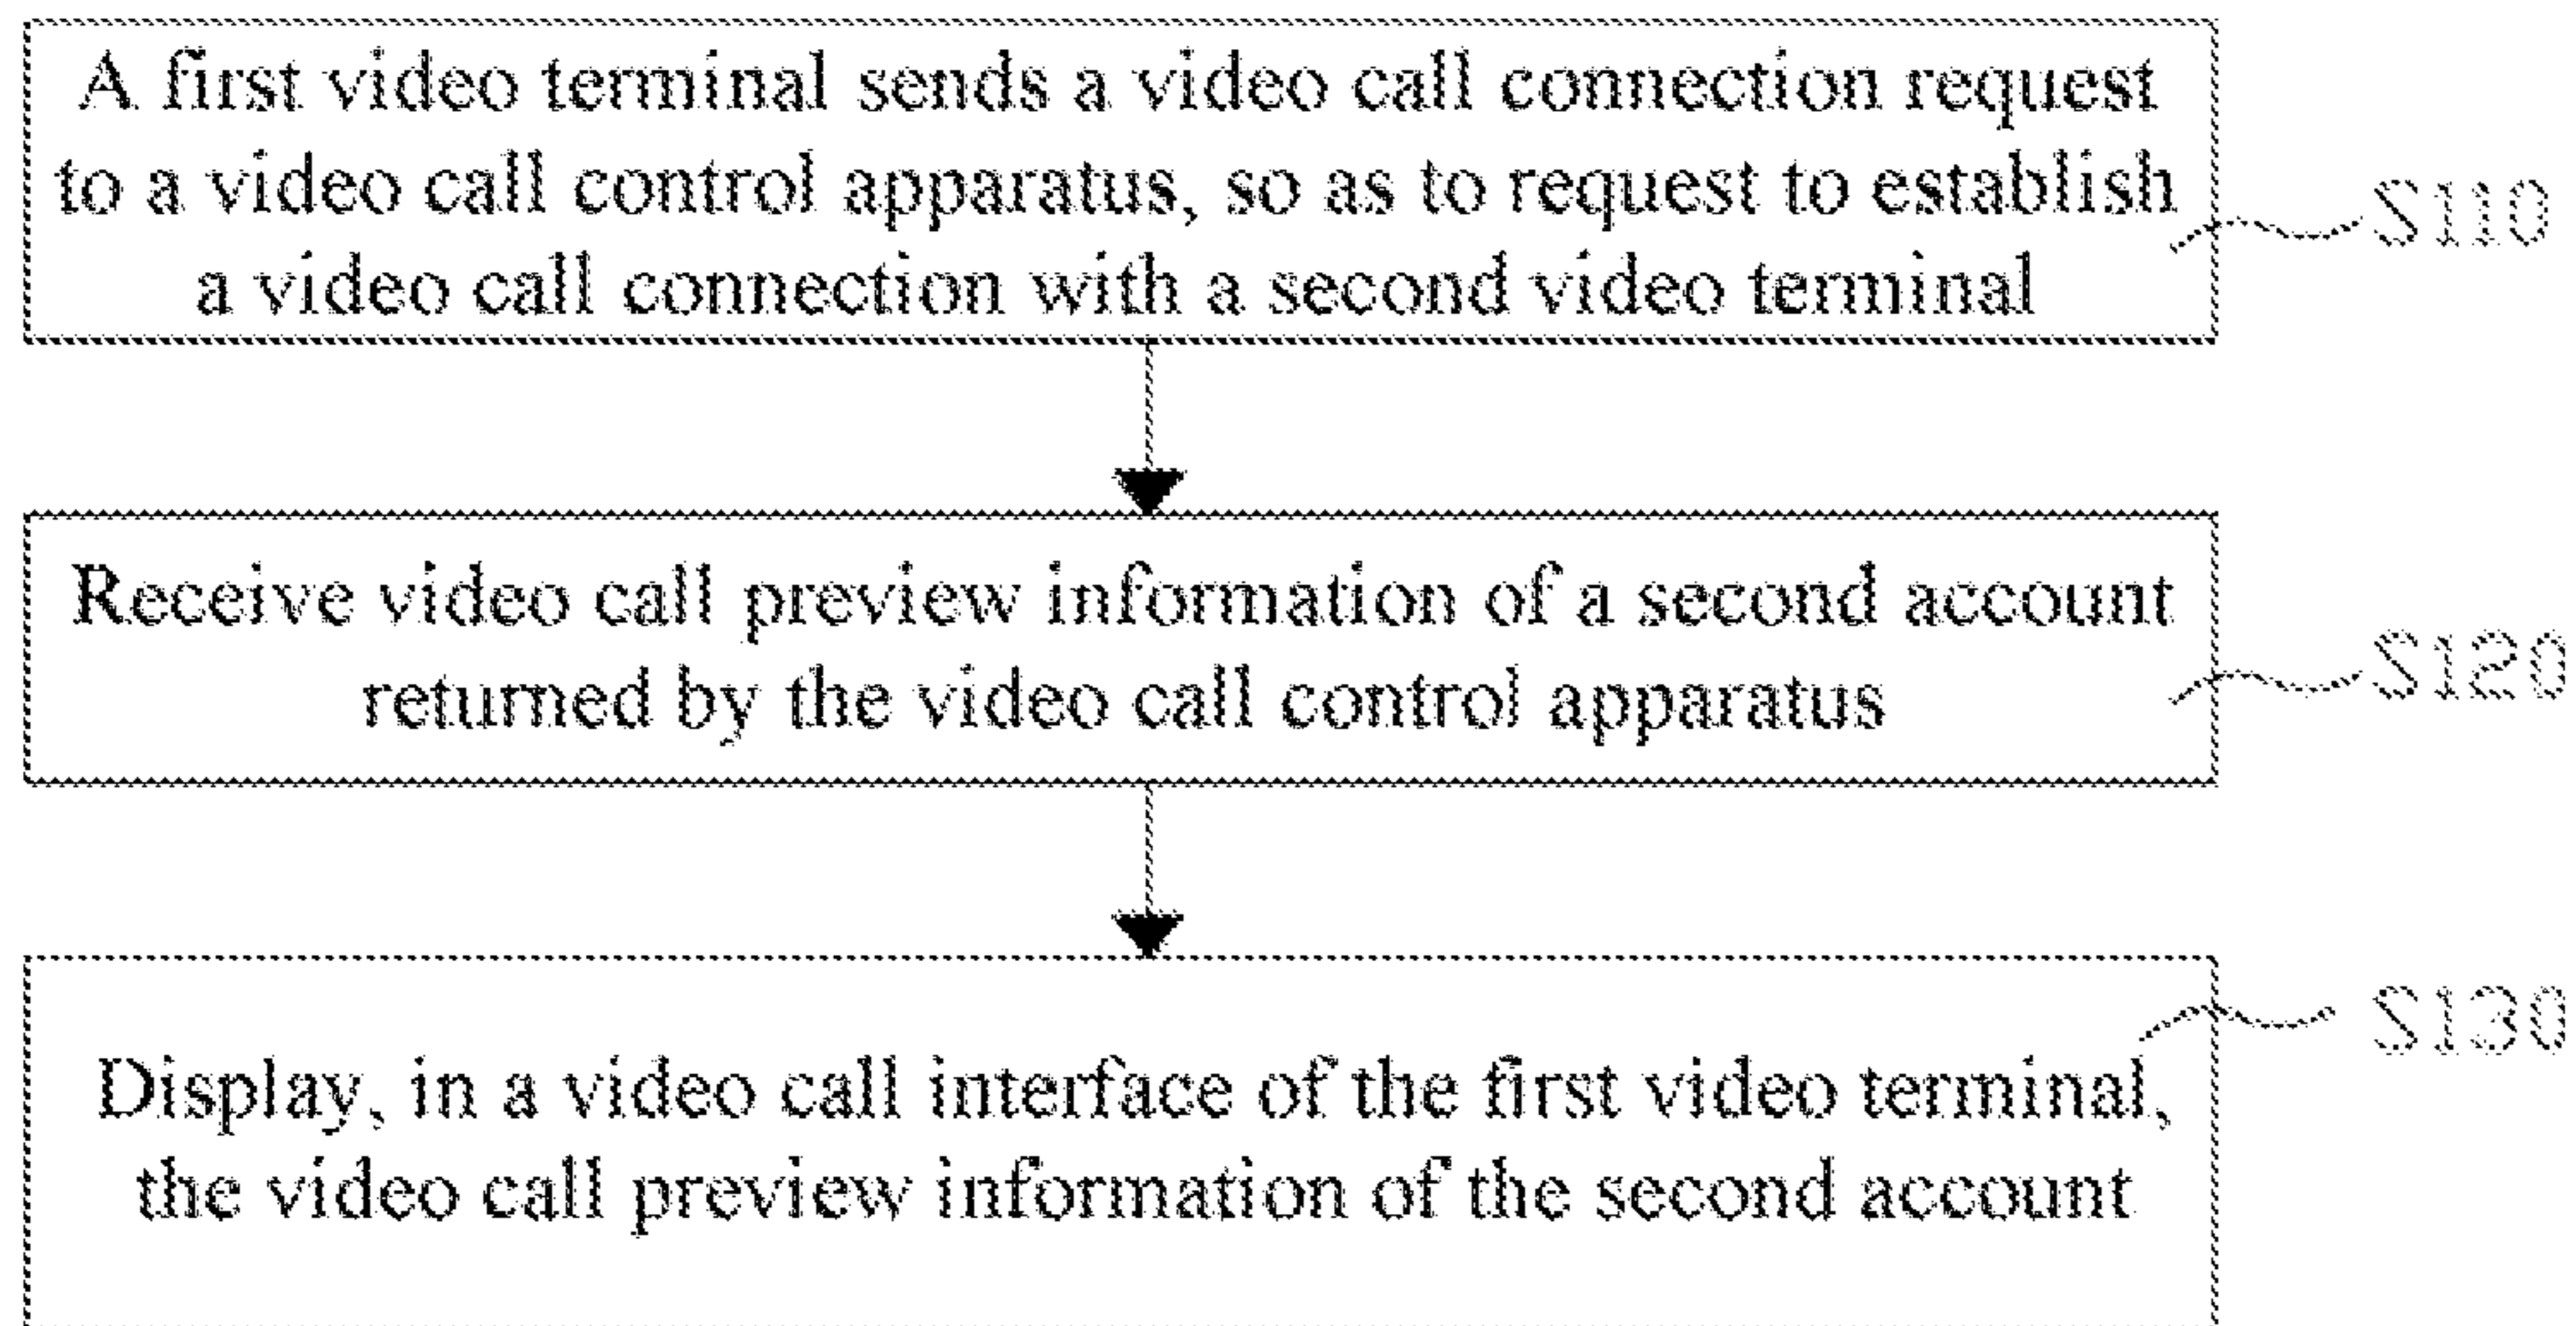 A first video terminal sends a video call connection request
to a video call control apparatus, so as to request to establish
a video call connection with a second video terminal
S110
Receive video call preview information of a second account
returned by the video call control apparatus
S120
S130
Display, in a video call interface of the first video terminal,
the video call preview information of the second account